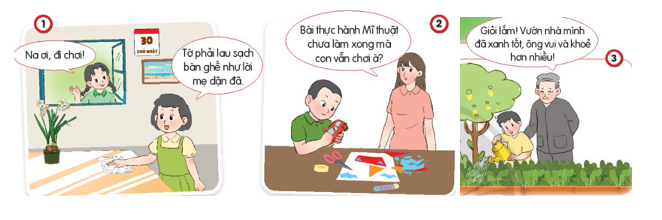 1
Na ơi, đi chơi!
30
CHỦ NHẬT
Tớ phải lau sạch
bàn ghế như lời
mẹ dặn đã.
2
Bài thực hành Mĩ thuật
chưa làm xong mà
con vẫn chơi à?
Giỏi lắm! Vườn nhà mình
đã xanh tốt, ông vui và khoẻ
hơn nhiều!
3